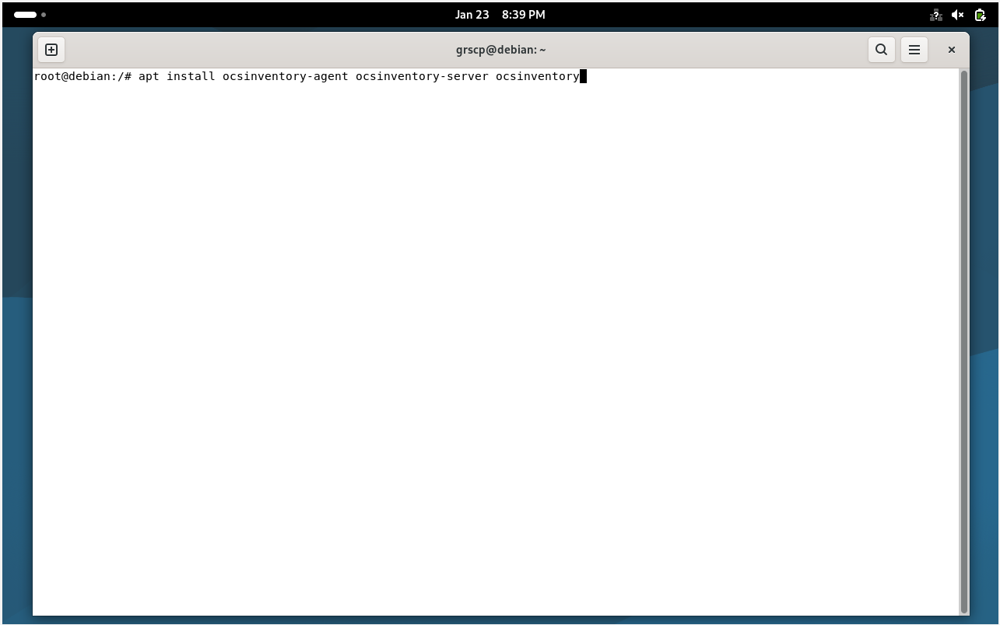 Jan 23 8:39 PM
grscp@debian: ~
root@debian:/# apt install ocsinventory-agent ocsinventory-server ocsinventory